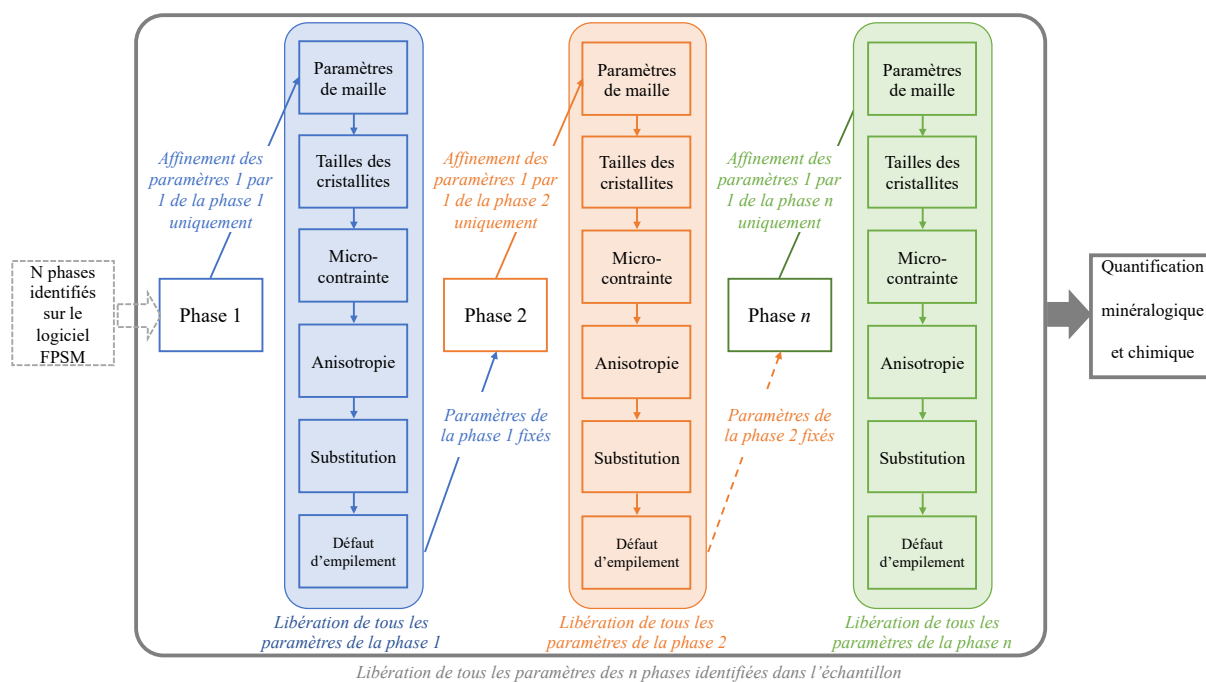 N phases
identifiés
sur le
logiciel
FPSM
Phase 1
Affinement des
paramètres 1 par
1 de la phase 1
uniquement
Paramètres
de maille
Tailles des
cristallites
Micro-
contrainte
Anisotropie
Substitution
Défaut
d’empilement
Libération de tous les
paramètres de la phase 1
Paramètres de
la phase 1 fixés
Phase 2
Affinement des
paramètres 1 par
1 de la phase 2
uniquement
Paramètres
de maille
Tailles des
cristallites
Micro-
contrainte
Anisotropie
Substitution
Défaut
d’empilement
Libération de tous les
paramètres de la phase 2
Paramètres de
la phase 2 fixés
Phase n
Affinement des
paramètres 1 par
1 de la phase n
uniquement
Paramètres
de maille
Tailles des
cristallites
Micro-
contrainte
Anisotropie
Substitution
Défaut
d’empilement
Libération de tous les
paramètres de la phase n
Quantification
minéralogique
et chimique
Libération de tous les paramètres des n phases identifiées dans l’échantillon